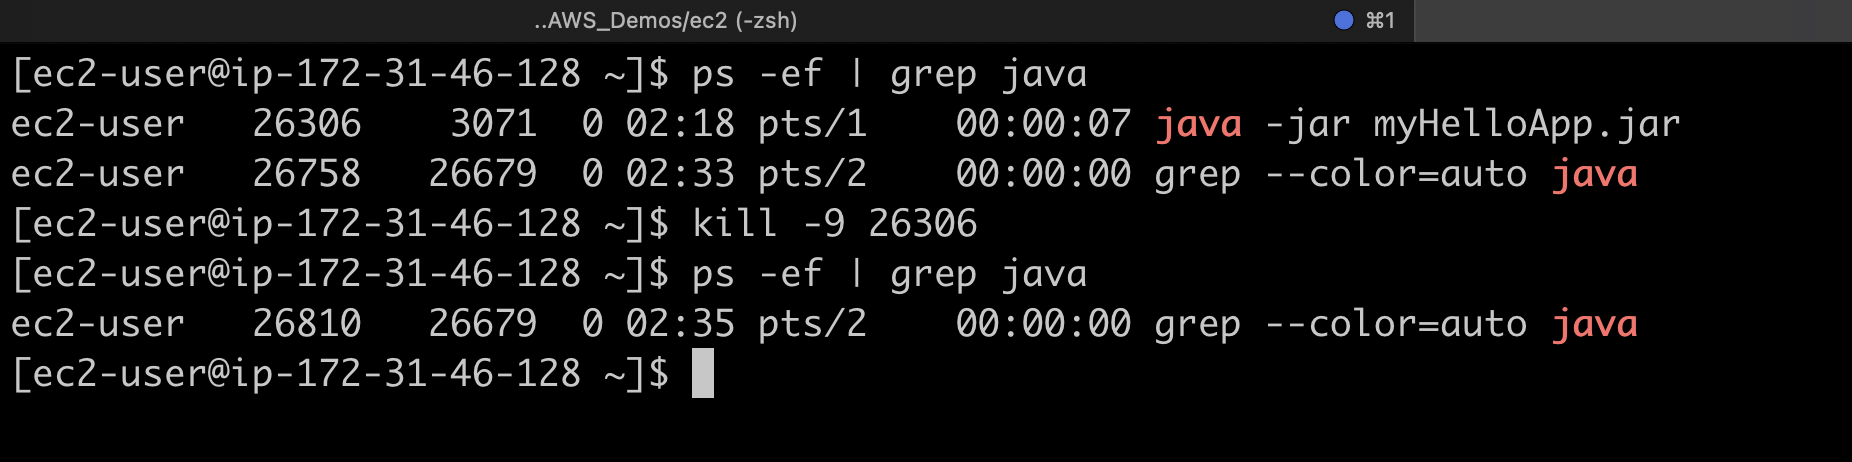 ..AWS_Demos/ec2 (-zsh) ⌘1
[ec2-user@ip-172-31-46-128 ~]$ ps -ef | grep java
ec2-user   26306    3071  0 02:18 pts/1    00:00:07 java -jar myHelloApp.jar
ec2-user   26758   26679  0 02:33 pts/2    00:00:00 grep --color=auto java
[ec2-user@ip-172-31-46-128 ~]$ kill -9 26306
[ec2-user@ip-172-31-46-128 ~]$ ps -ef | grep java
ec2-user   26810   26679  0 02:35 pts/2    00:00:00 grep --color=auto java
[ec2-user@ip-172-31-46-128 ~]$